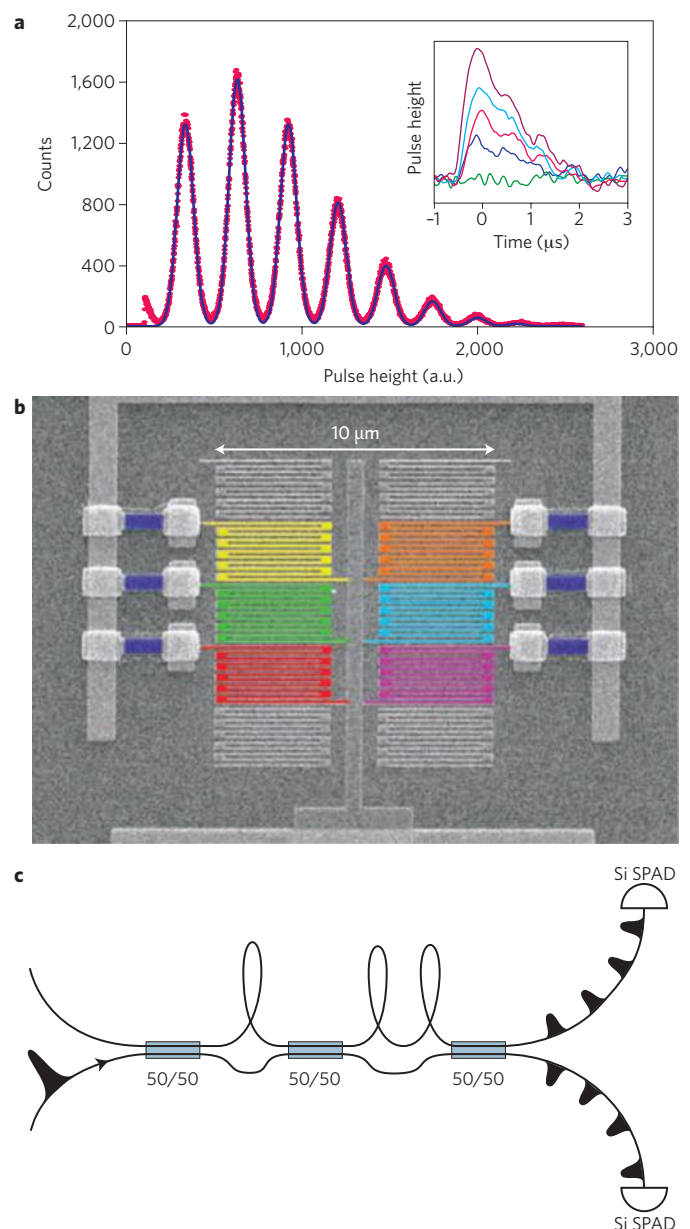 a
2,000
1,600
1,200
800
400
0
Counts
0 1,000 2,000 3,000
Pulse height (a.u.)
Pulse height
–1 0 1 2 3
Time (μs)
b
10 μm
c
Si SPAD
50/50 50/50 50/50
Si SPAD